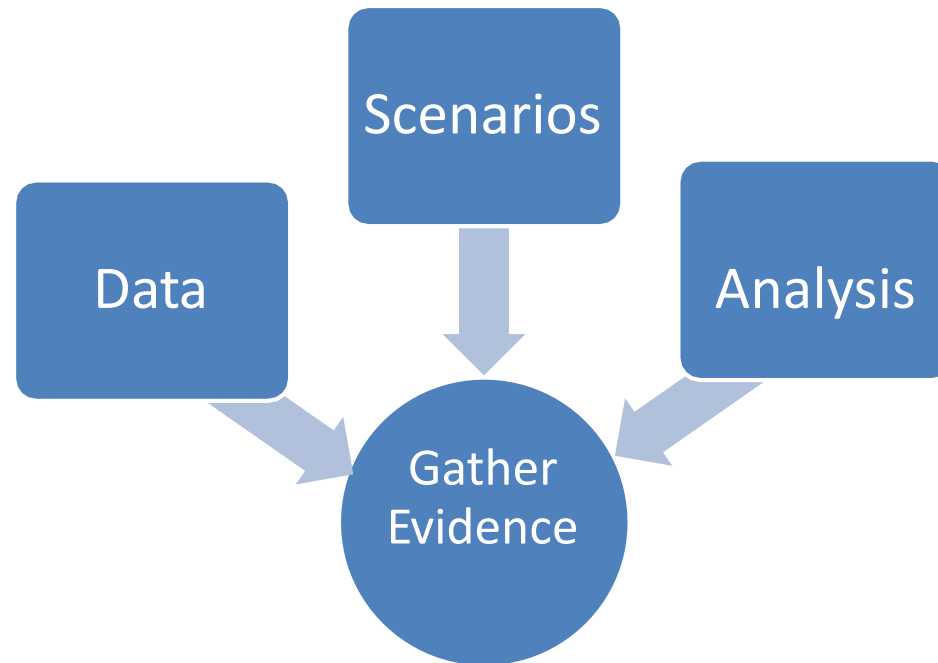 Scenarios
Data
Analysis
Gather
Evidence